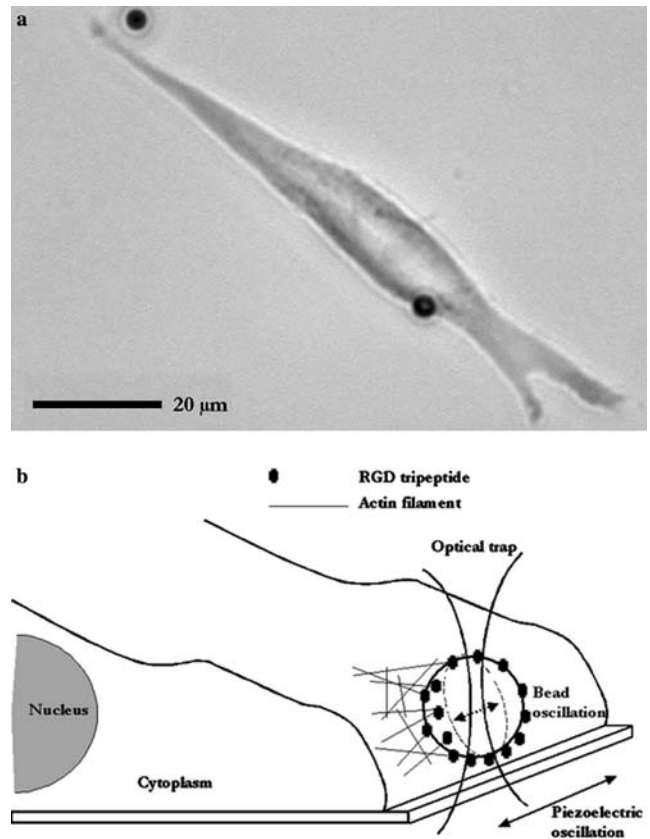 a
20 µm
b
RGD tripeptide
Actin filament
Optical trap
Nucleus
Bead
oscillation
Cytoplasm
Piezoelectric
oscillation